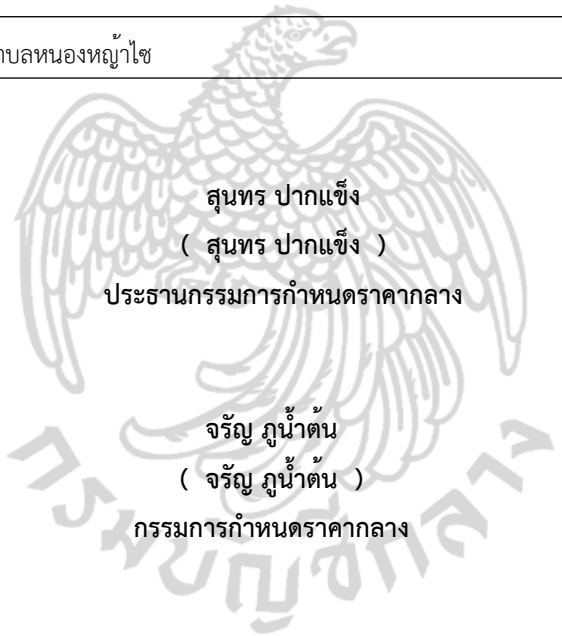 าบลหนองหญ้าไซ
สุนทร ปากแข็ง
( สุนทร ปากแข็ง )
ประธานกรรมการกำหนดราคากลาง
จรัญ ภูน้ำต้น
( จรัญ ภูน้ำต้น )
กรรมการกำหนดราคากลาง
กรมบัญชีกลาง